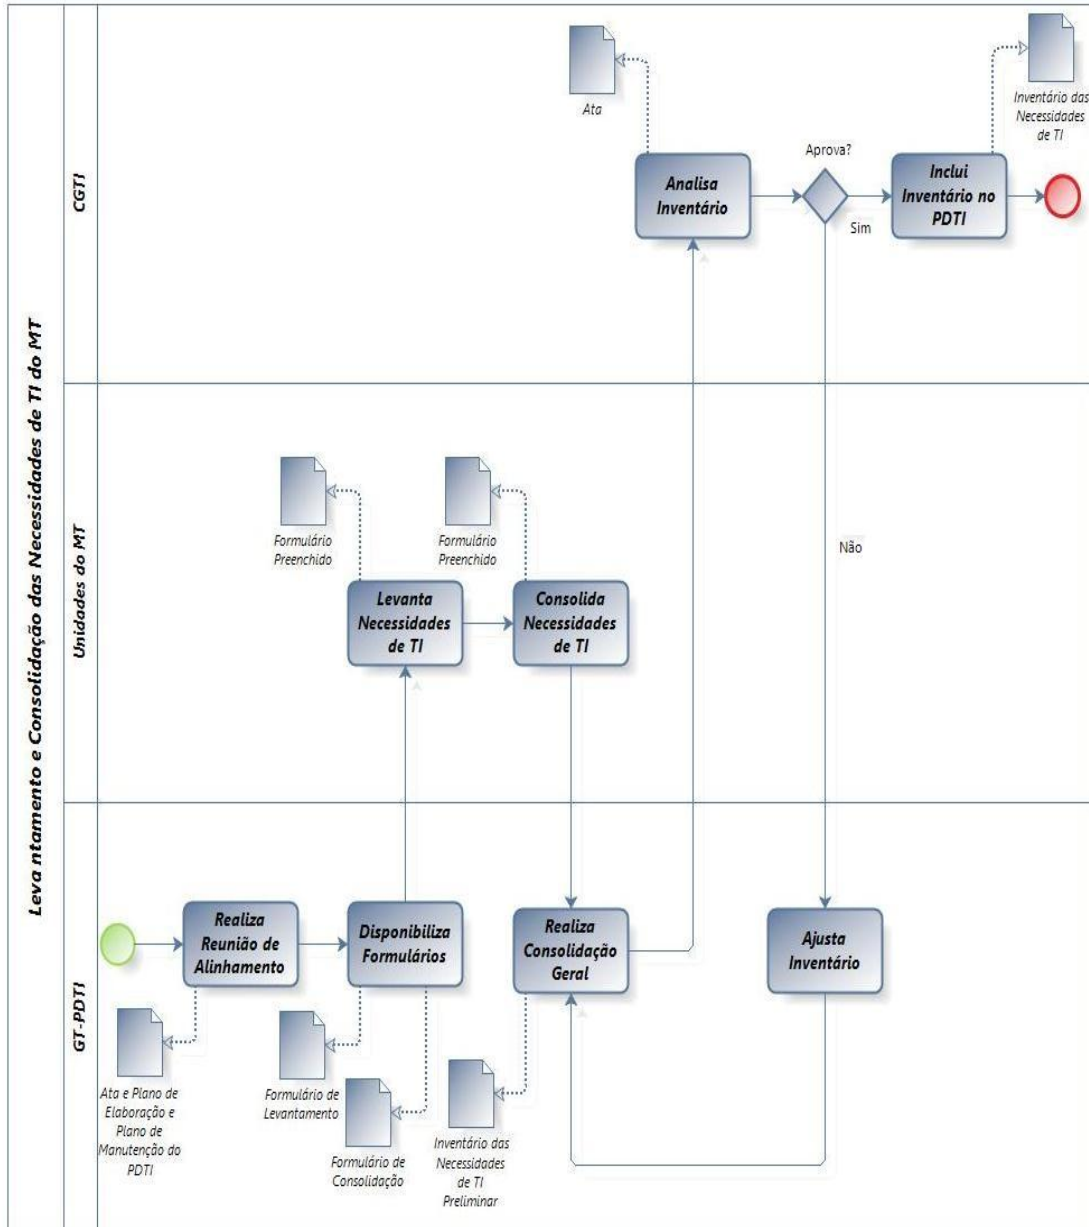 Leva ntamento e Consolidação das Necessidades de TI do MT
CGTI
Ata
Inventário das
Necessidades
de TI
Analisa
Inventário
Aprova?
Sim
Inclui
Inventário no
PDTI
Unidades do MT
Formulário
Preenchido
Formulário
Preenchido
Levanta
Necessidades
de TI
Consolida
Necessidades
de TI
Não
GT-PDTI
Realiza
Reunião de
Alinhamento
Disponibiliza
Formulários
Realiza
Consolidação
Geral
Ajusta
Inventário
Ata e Plano de
Elaboração e
Plano de
Manutenção do
PDTI
Formulário de
Levantamento
Formulário de
Consolidação
Inventário das
Necessidades
de TI
Preliminar